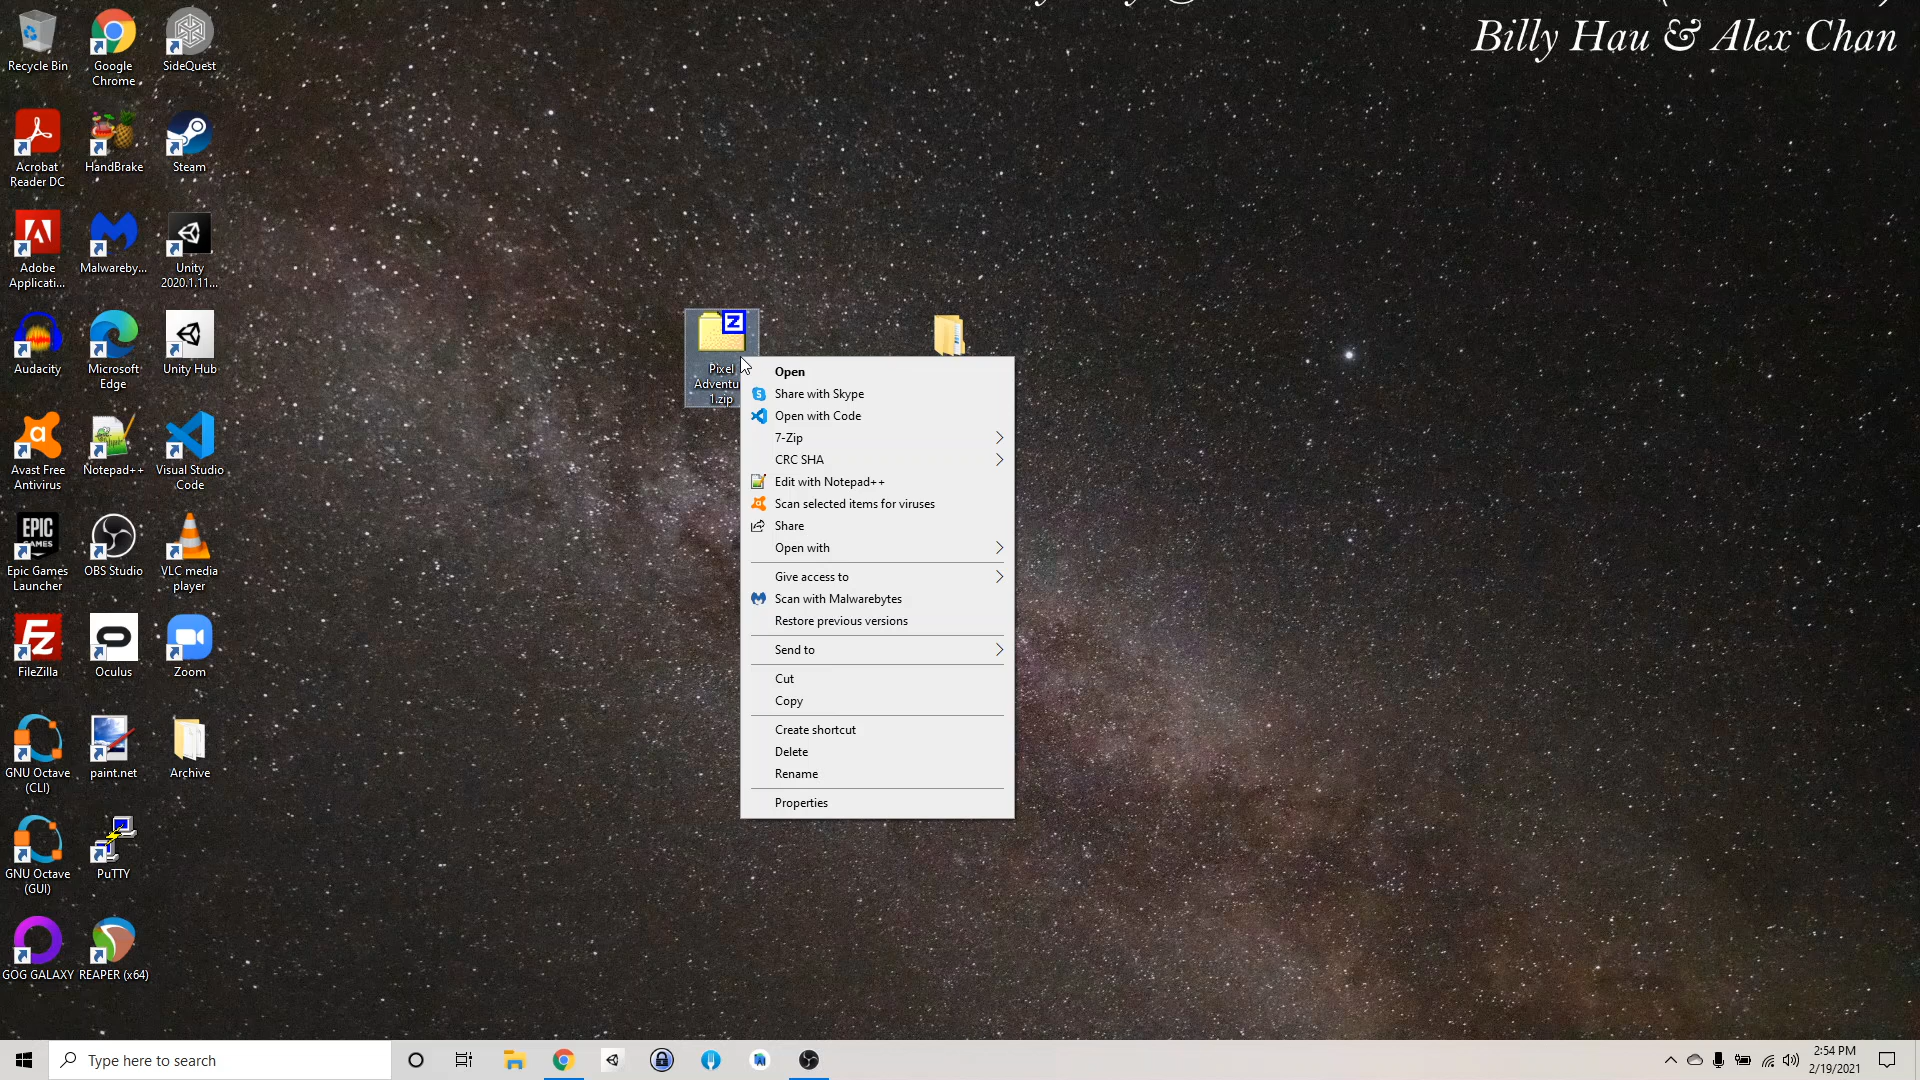 Billy Hau & Alex Chan
Recycle Bin
Google
Chrome
SideQuest
Acrobat
Reader DC
HandBrake
Steam
Adobe
Applicati...
Malwareby...
Unity
2020.1.11...
Audacity
Microsoft
Edge
Unity Hub
Avast Free
Antivirus
Notepad++
Visual Studio
Code
EPIC
GAMES
Epic Games
Launcher
OBS Studio
VLC media
player
FileZilla
Oculus
Zoom
GNU Octave
(CLI)
paint.net
Archive
GNU Octave
(GUI)
PuTTY
GOG GALAXY
REAPER (x64)
Z
Pixel
Adventu
1.zip
Open
Share with Skype
Open with Code
7-Zip
CRC SHA
Edit with Notepad++
Scan selected items for viruses
Share
Open with
Give access to
Scan with Malwarebytes
Restore previous versions
Send to
Cut
Copy
Create shortcut
Delete
Rename
Properties
Type here to search
2:54 PM
2/19/2021